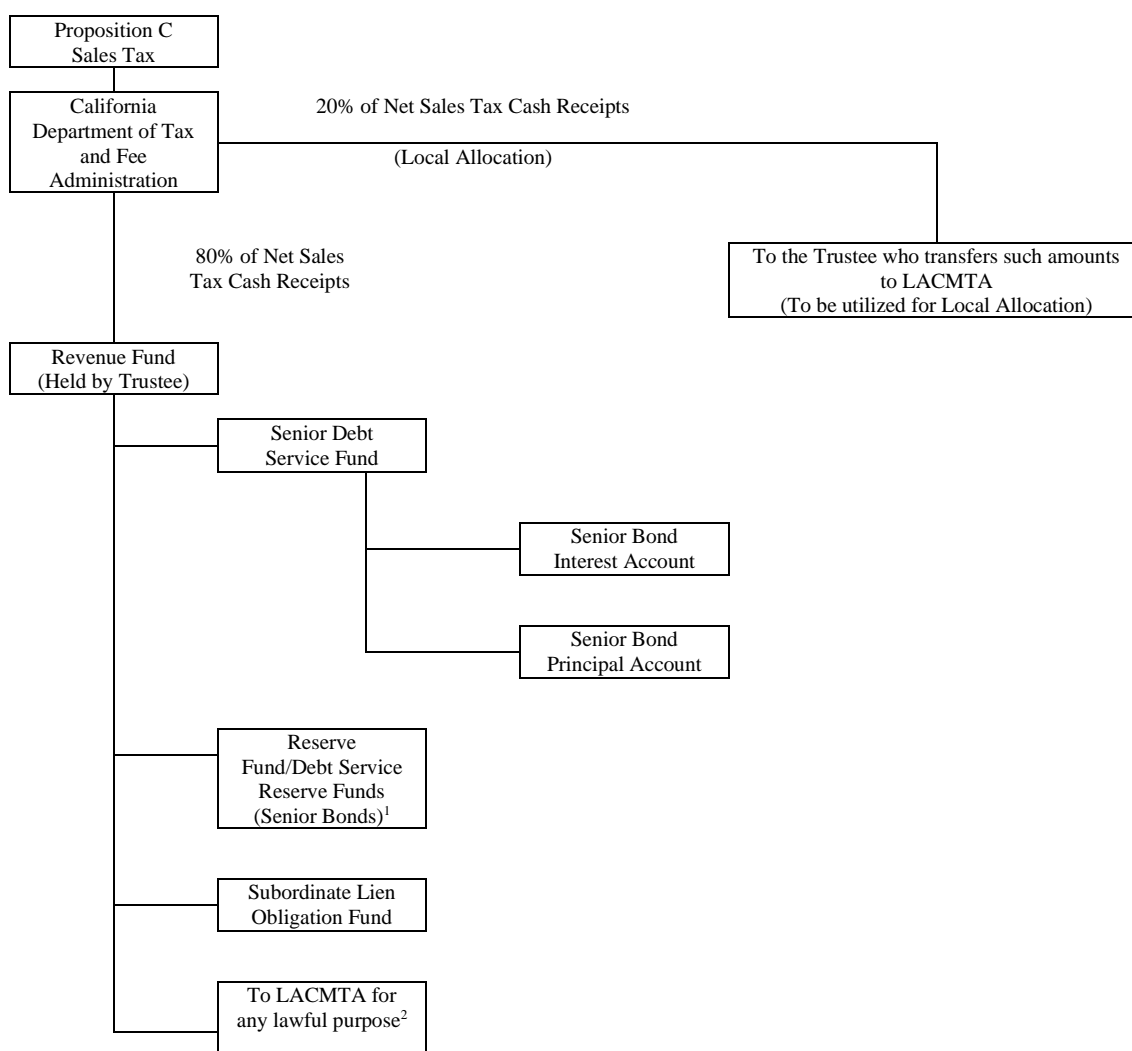 Proposition C
Sales Tax
California
Department of Tax
and Fee
Administration
20% of Net Sales Tax Cash Receipts
(Local Allocation)
80% of Net Sales
Tax Cash Receipts
To the Trustee who transfers such amounts
to LACMTA
(To be utilized for Local Allocation)
Revenue Fund
(Held by Trustee)
Senior Debt
Service Fund
Senior Bond
Interest Account
Senior Bond
Principal Account
Reserve
Fund/Debt Service
Reserve Funds
(Senior Bonds)¹
Subordinate Lien
Obligation Fund
To LACMTA for
any lawful purpose²